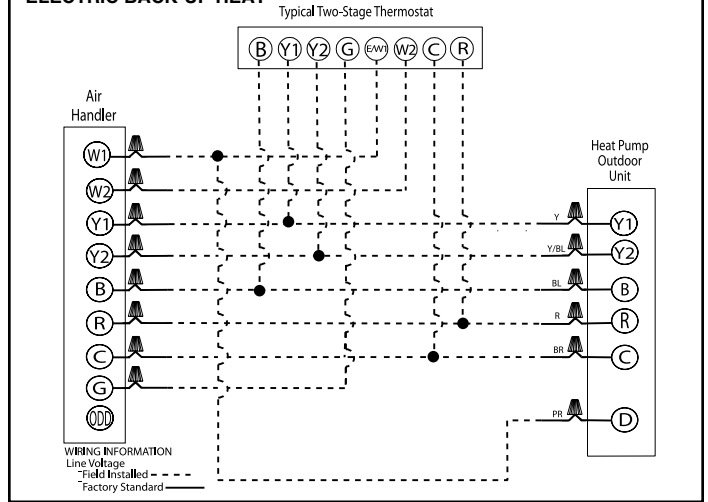 ELECTRIC BACK-UP HEAT
Typical Two-Stage Thermostat
B Y1 Y2 G E/W1 W2 C R
Air
Handler
Heat Pump
Outdoor
Unit
W1
W2
Y1
Y Y1
Y2
Y/BL Y2
B
BL B
R
R R
C
BR C
G
ODD
PR D
WIRING INFORMATION
Line Voltage
-Field Installed
-Factory Standard